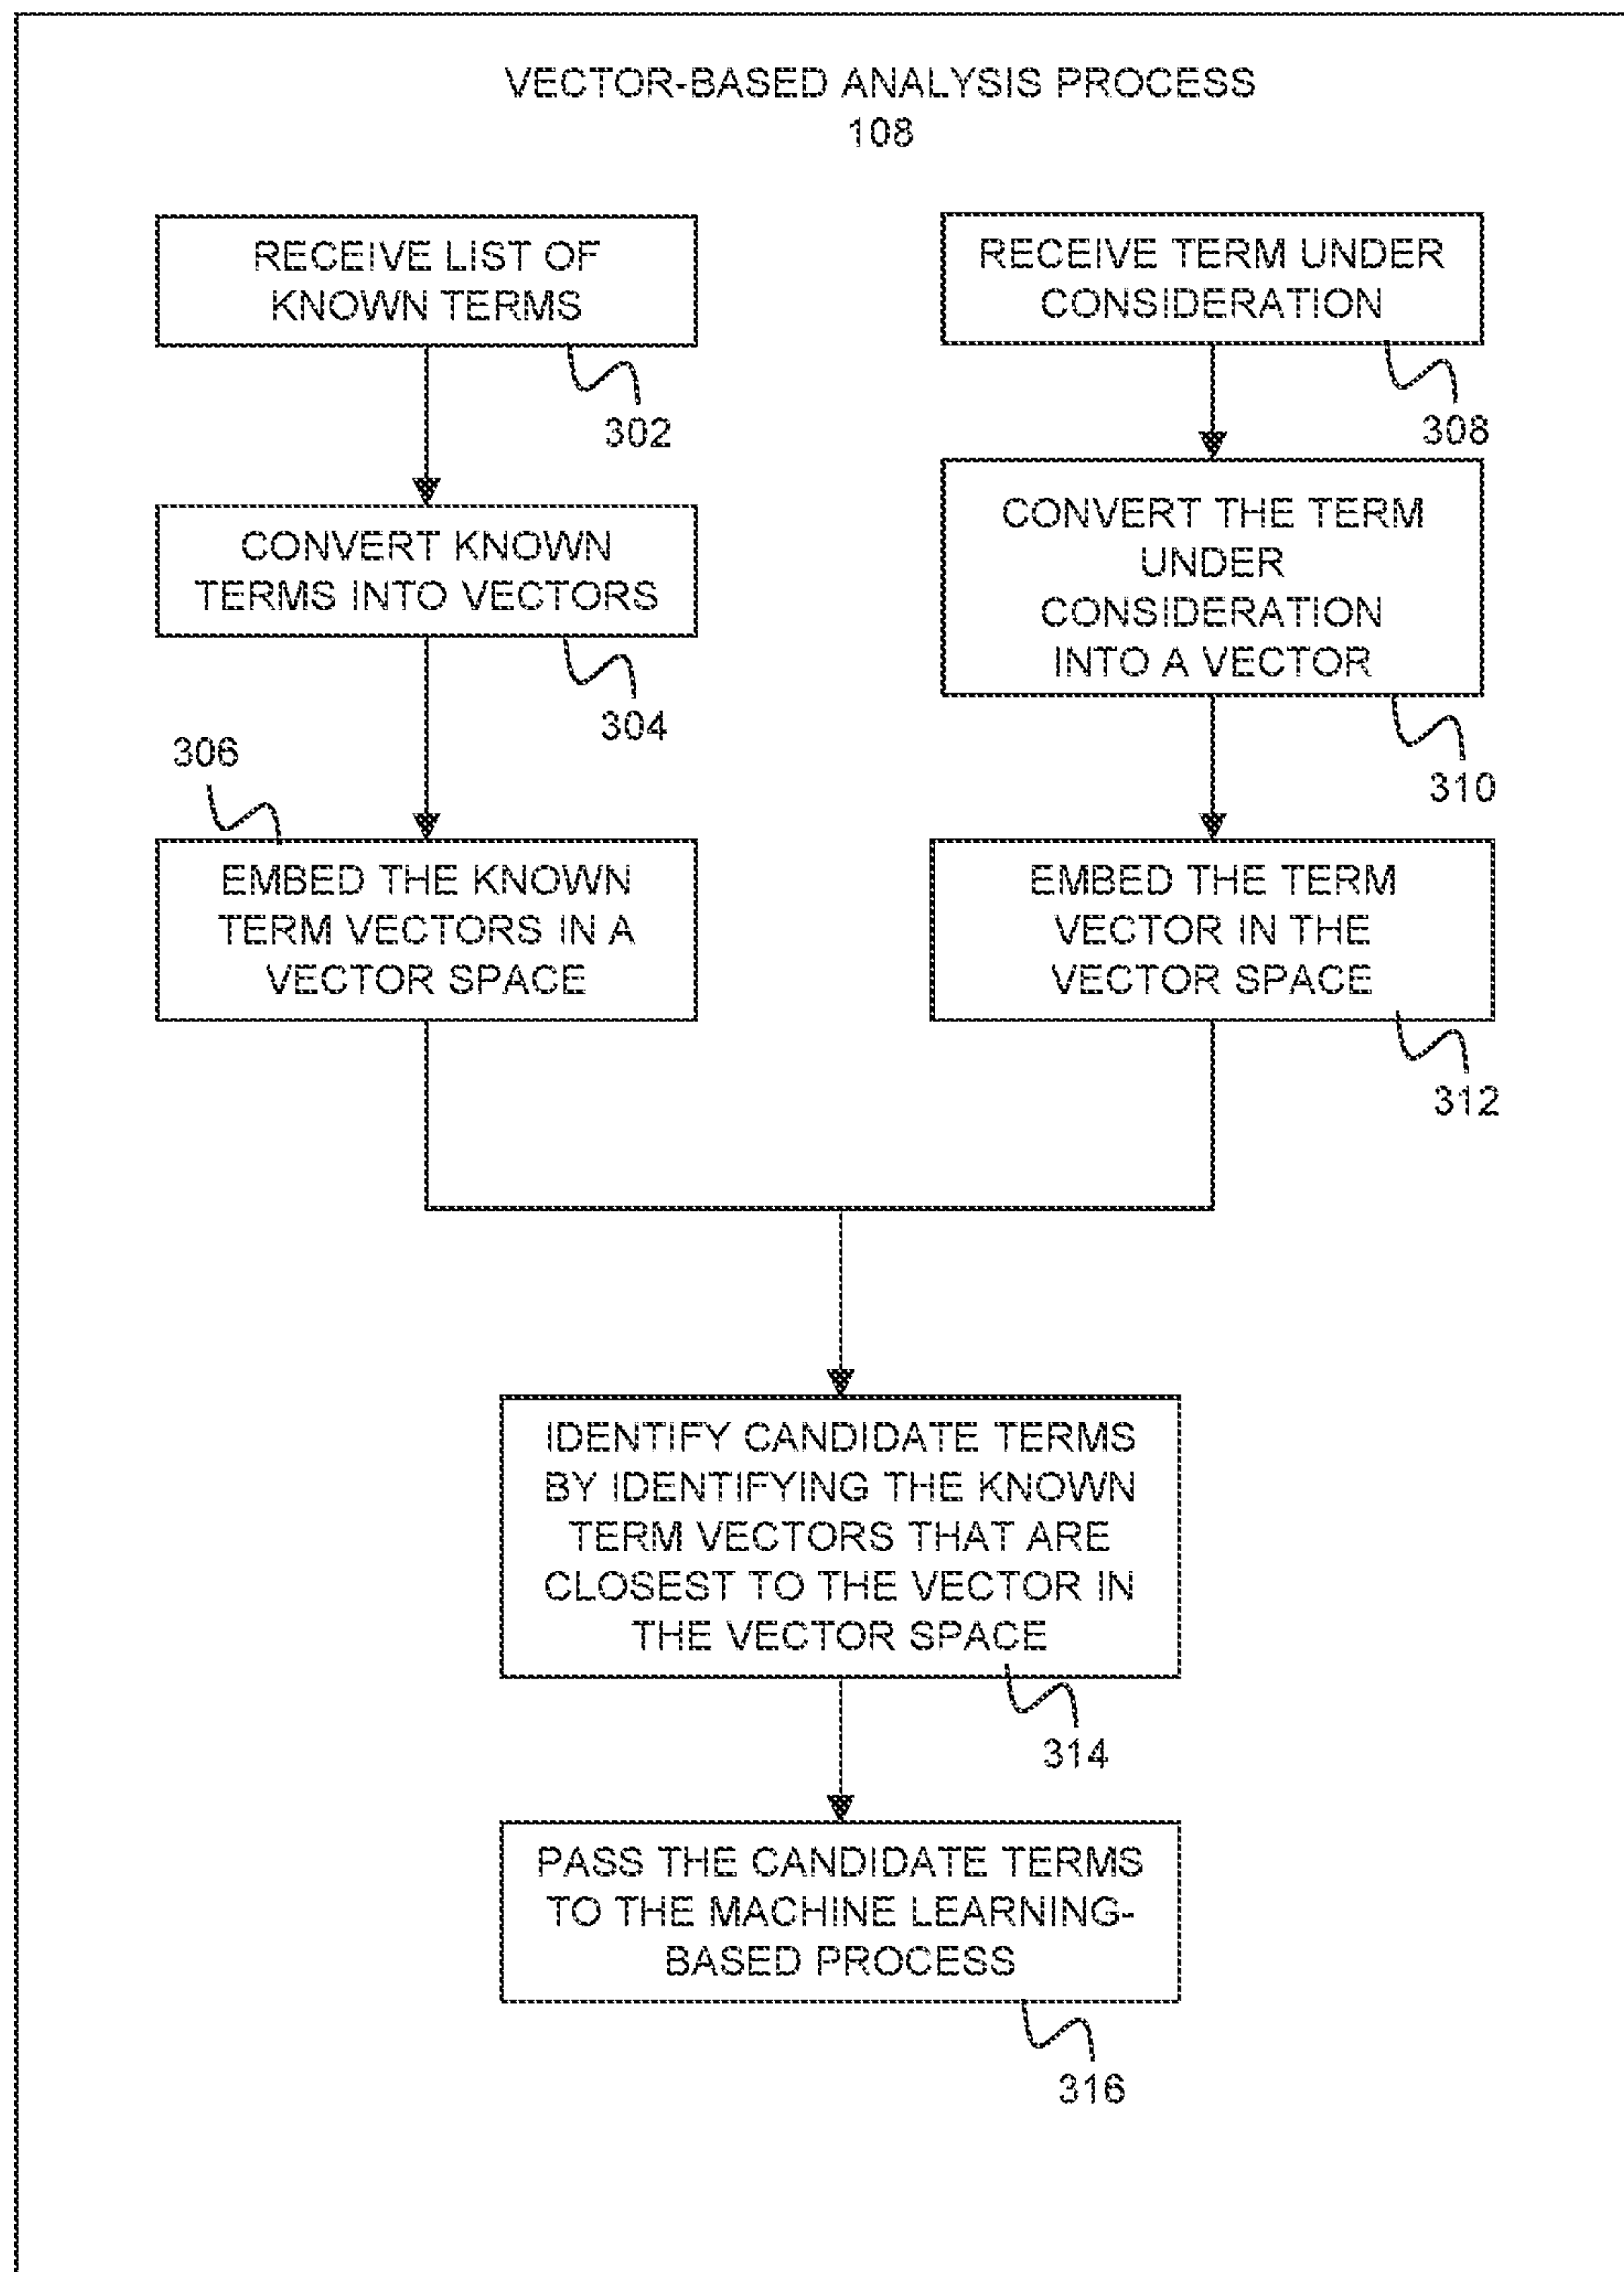 VECTOR-BASED ANALYSIS PROCESS
108
RECEIVE LIST OF
KNOWN TERMS
302
CONVERT KNOWN
TERMS INTO VECTORS
304
306
EMBED THE KNOWN
TERM VECTORS IN A
VECTOR SPACE
RECEIVE TERM UNDER
CONSIDERATION
308
CONVERT THE TERM
UNDER
CONSIDERATION
INTO A VECTOR
310
EMBED THE TERM
VECTOR IN THE
VECTOR SPACE
312
IDENTIFY CANDIDATE TERMS
BY IDENTIFYING THE KNOWN
TERM VECTORS THAT ARE
CLOSEST TO THE VECTOR IN
THE VECTOR SPACE
314
PASS THE CANDIDATE TERMS
TO THE MACHINE LEARNING-
BASED PROCESS
316